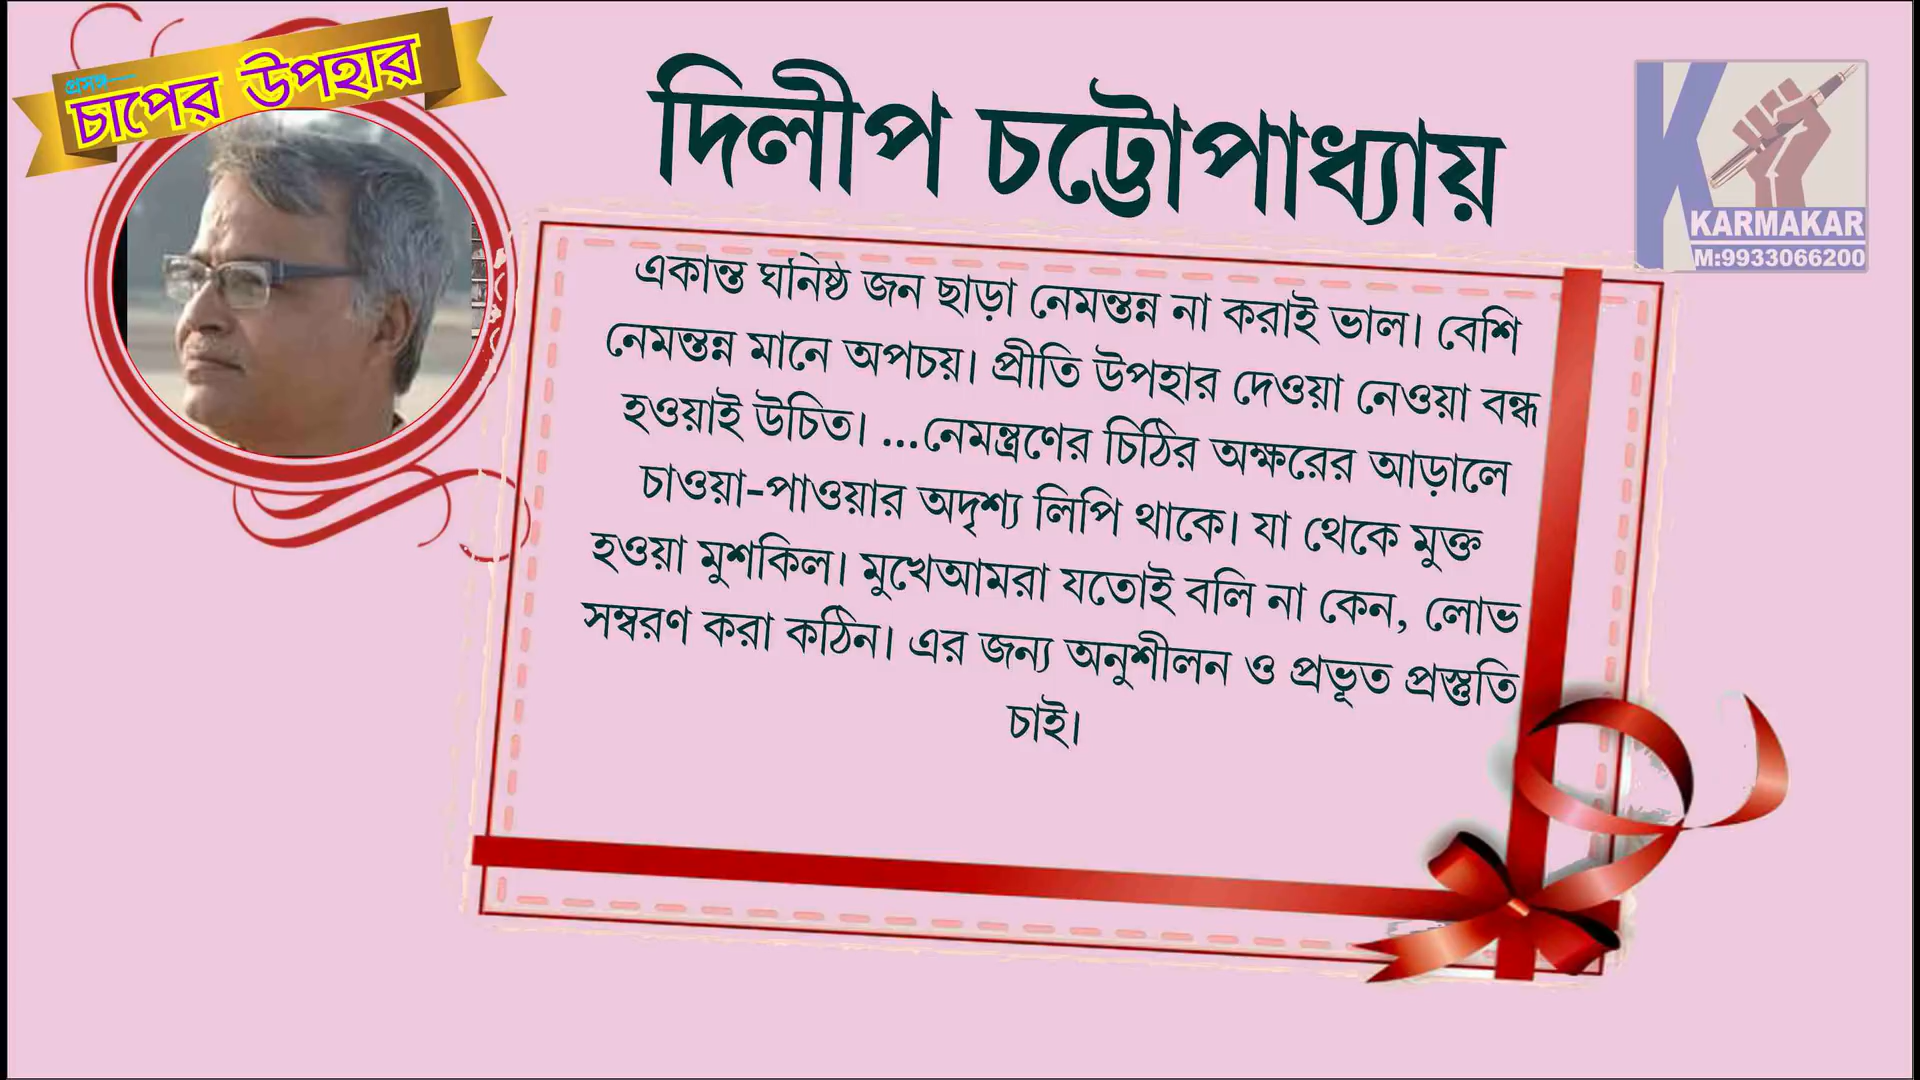 প্রসঙ্গ----
চাপের উপহার
দিলীপ চট্টোপাধ্যায়
KARMAKAR
M:9933066200
একান্ত ঘনিষ্ঠ জন ছাড়া নেমন্তন্ন না করাই ভাল। বেশি
নেমন্তন্ন মানে অপচয়। প্রীতি উপহার দেওয়া নেওয়া বন্ধ
হওয়াই উচিত। ...নেমন্ত্রণের চিঠির অক্ষরের আড়ালে
চাওয়া-পাওয়ার অদৃশ্য লিপি থাকে। যা থেকে মুক্ত
হওয়া মুশকিল। মুখেআমরা যতোই বলি না কেন, লোভ
সম্বরণ করা কঠিন। এর জন্য অনুশীলন ও প্রভূত প্রস্তুতি
চাই।